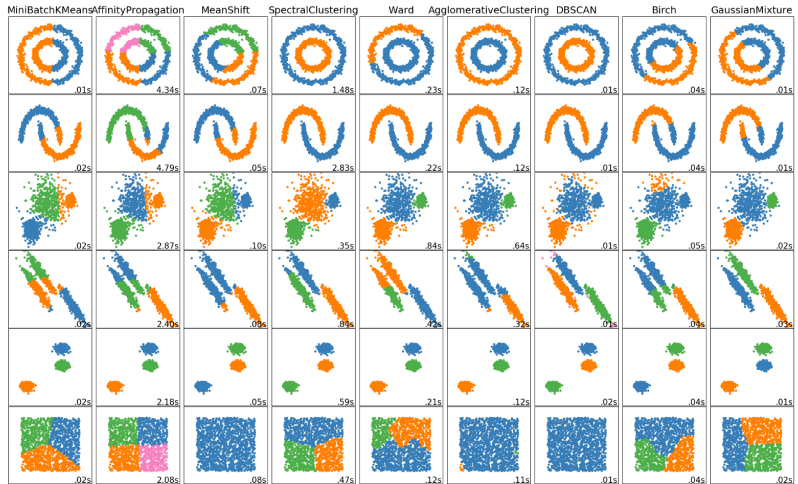 MiniBatchKMeans AffinityPropagation MeanShift SpectralClustering Ward AgglomerativeClustering DBSCAN Birch GaussianMixture
.01s 4.34s .07s 1.48s .23s .12s .01s .04s .01s
.02s 4.79s .05s 2.83s .22s .12s .01s .04s .01s
.02s 2.87s .10s .35s .84s .64s .01s .05s .02s
.02s 2.40s .08s .84s .42s .32s .01s .04s .03s
.02s 2.18s .05s .59s .21s .12s .02s .04s .01s
.02s 2.08s .08s .47s .12s .11s .01s .04s .02s